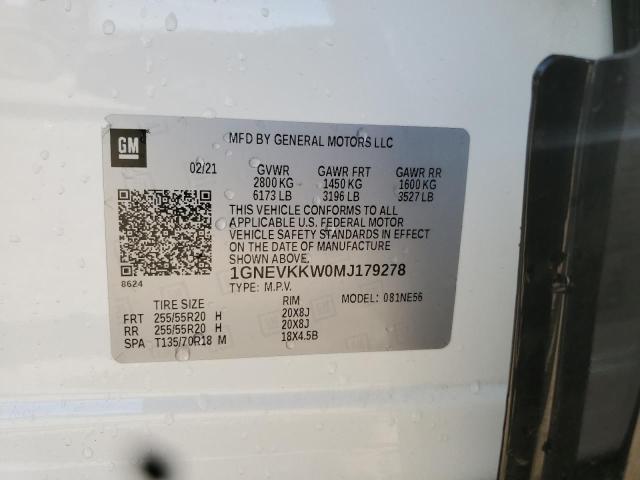 GM
MFD BY GENERAL MOTORS LLC
02/21 GVWR GAWR FRT GAWR RR
2800 KG 1450 KG 1600 KG
6173 LB 3196 LB 3527 LB
THIS VEHICLE CONFORMS TO ALL
APPLICABLE U.S. FEDERAL MOTOR
VEHICLE SAFETY STANDARDS IN EFFECT
ON THE DATE OF MANUFACTURE
SHOWN ABOVE.
1GNEVKKW0MJ179278
8624 TYPE: M.P.V.
TIRE SIZE RIM MODEL: 081NE56
FRT 255/55R20 H 20X8J
RR 255/55R20 H 20X8J
SPA T135/70R18 M 18X4.5B